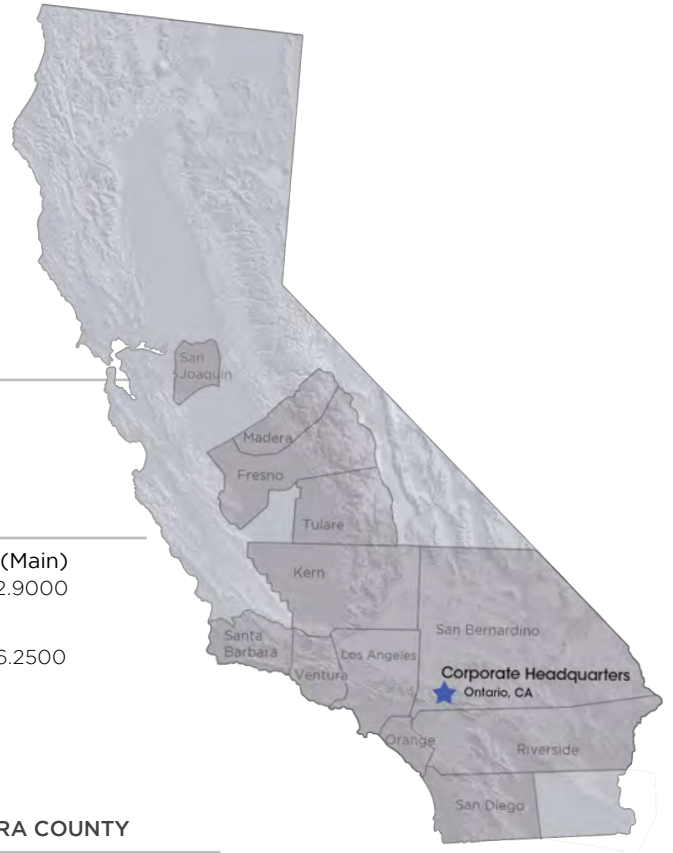 San
Joaquin
Madera
Fresno
Tulare
(Main)
2.9000
Kern
6.2500
Santa
Barbara
Ventura
Los Angeles
San Bernardino
Corporate Headquarters
Ontario, CA
Orange
Riverside
San Diego
RA COUNTY